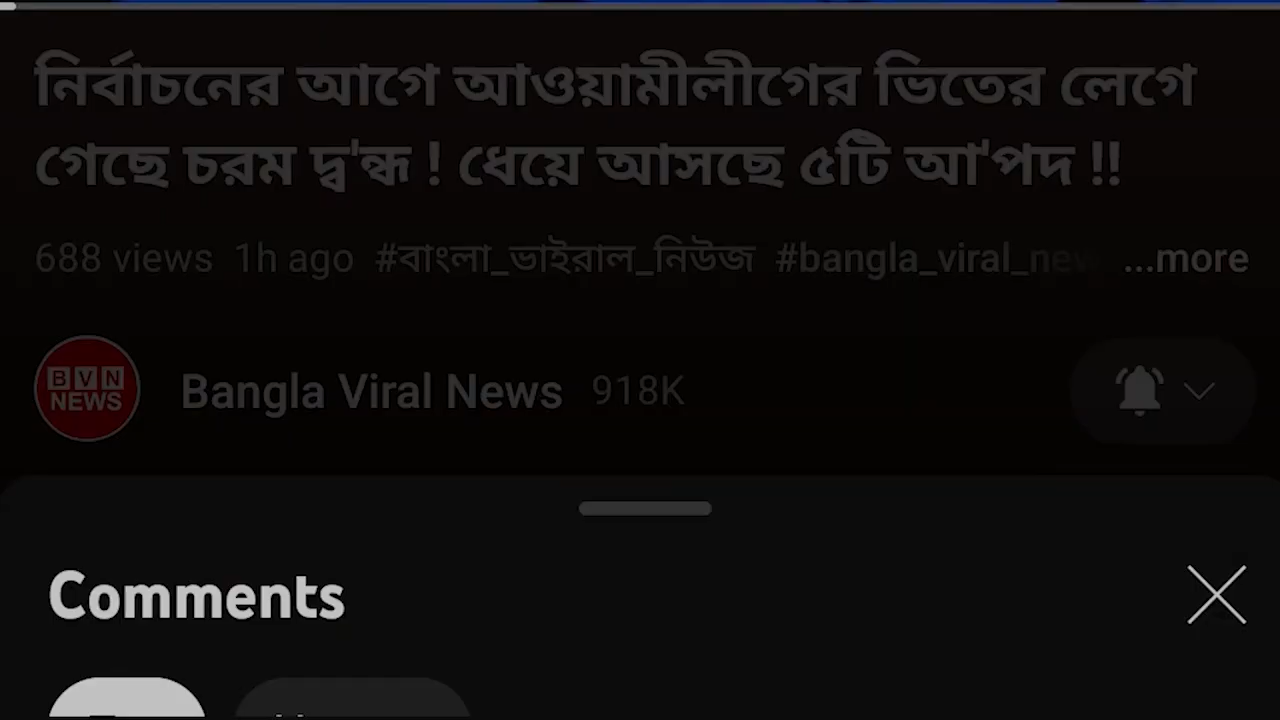 নির্বাচনের আগে আওয়ামীলীগের ভিতের লেগে
গেছে চরম দ্ব'ন্ধ ! ধেয়ে আসছে ৫টি আ'পদ !!
688 views 1h ago #বাংলা_ভাইরাল_নিউজ #bangla_viral_new ...more
BVN
NEWS
Bangla Viral News 918K
Comments